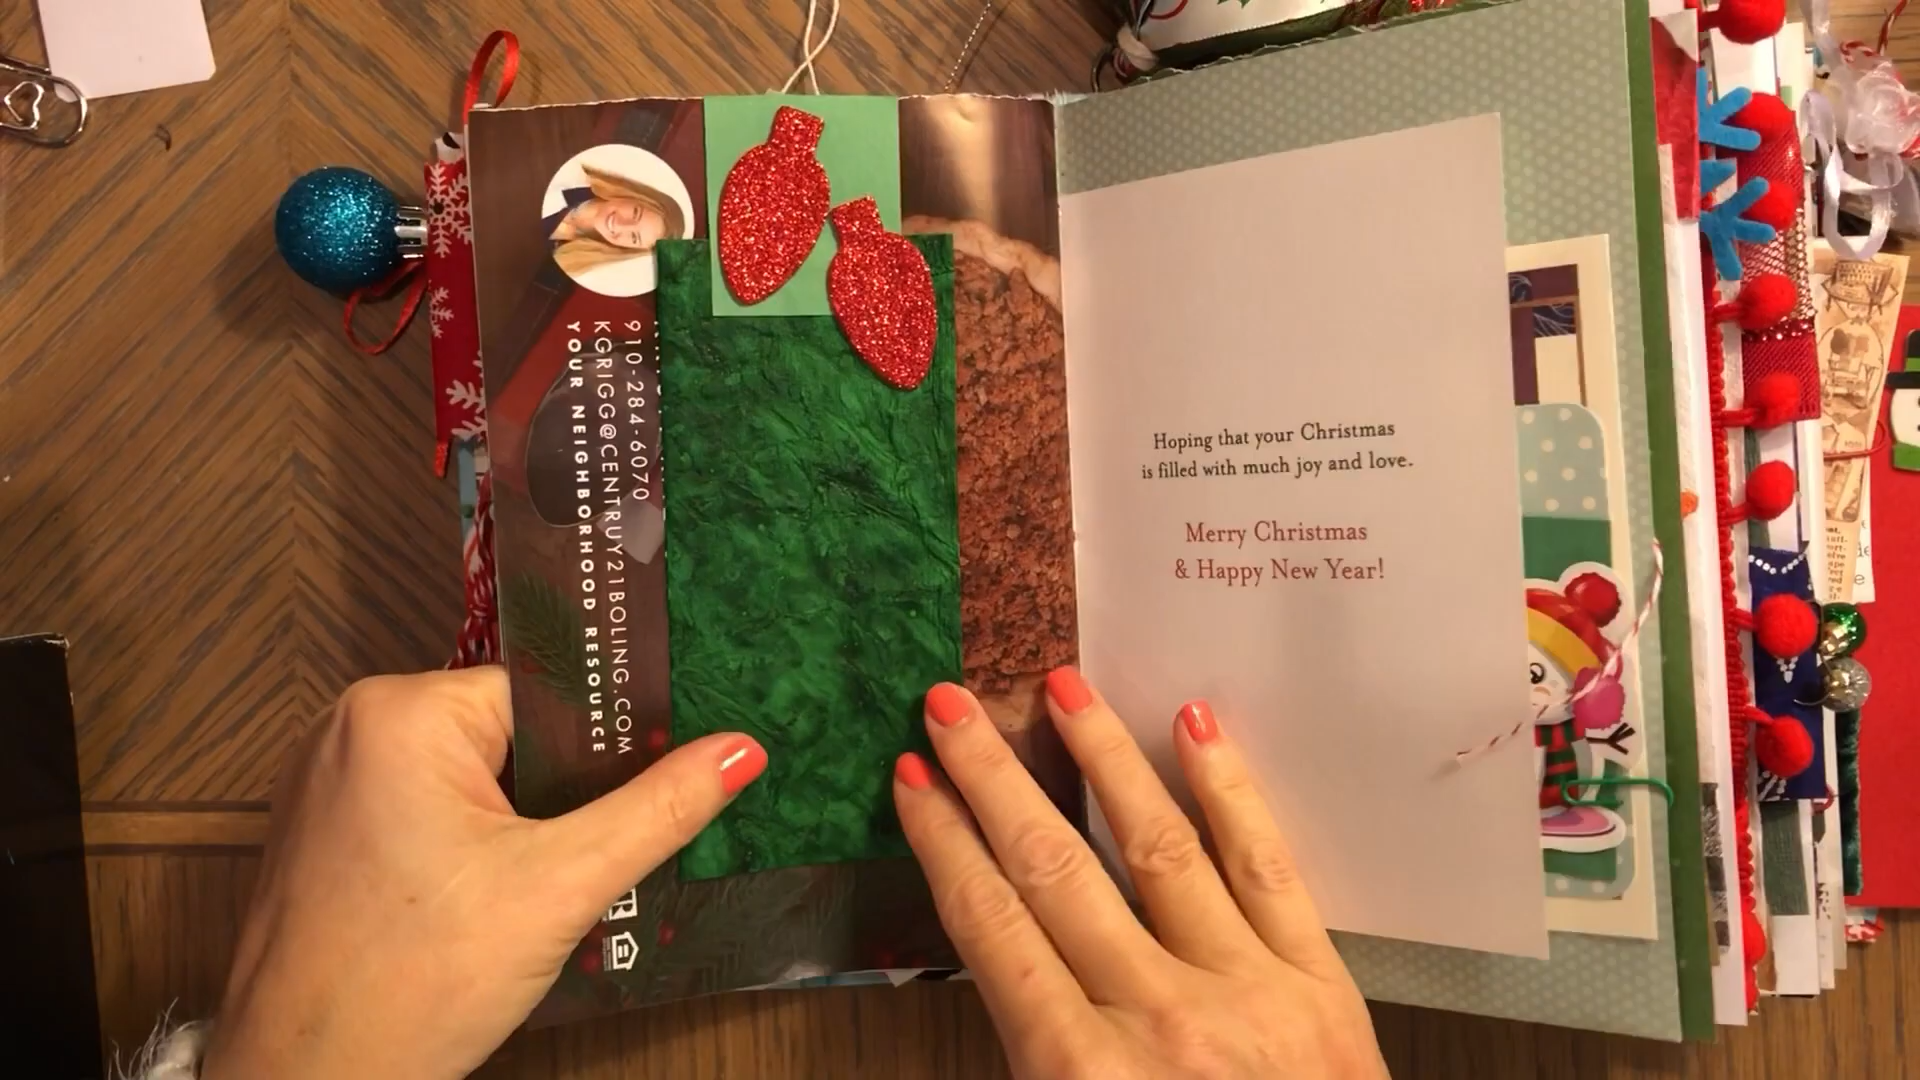 910-284-6070
KGRIGG@CENTRUY21BOLING.COM
YOUR NEIGHBORHOOD RESOURCE
Hoping that your Christmas
is filled with much joy and love.
Merry Christmas
& Happy New Year!